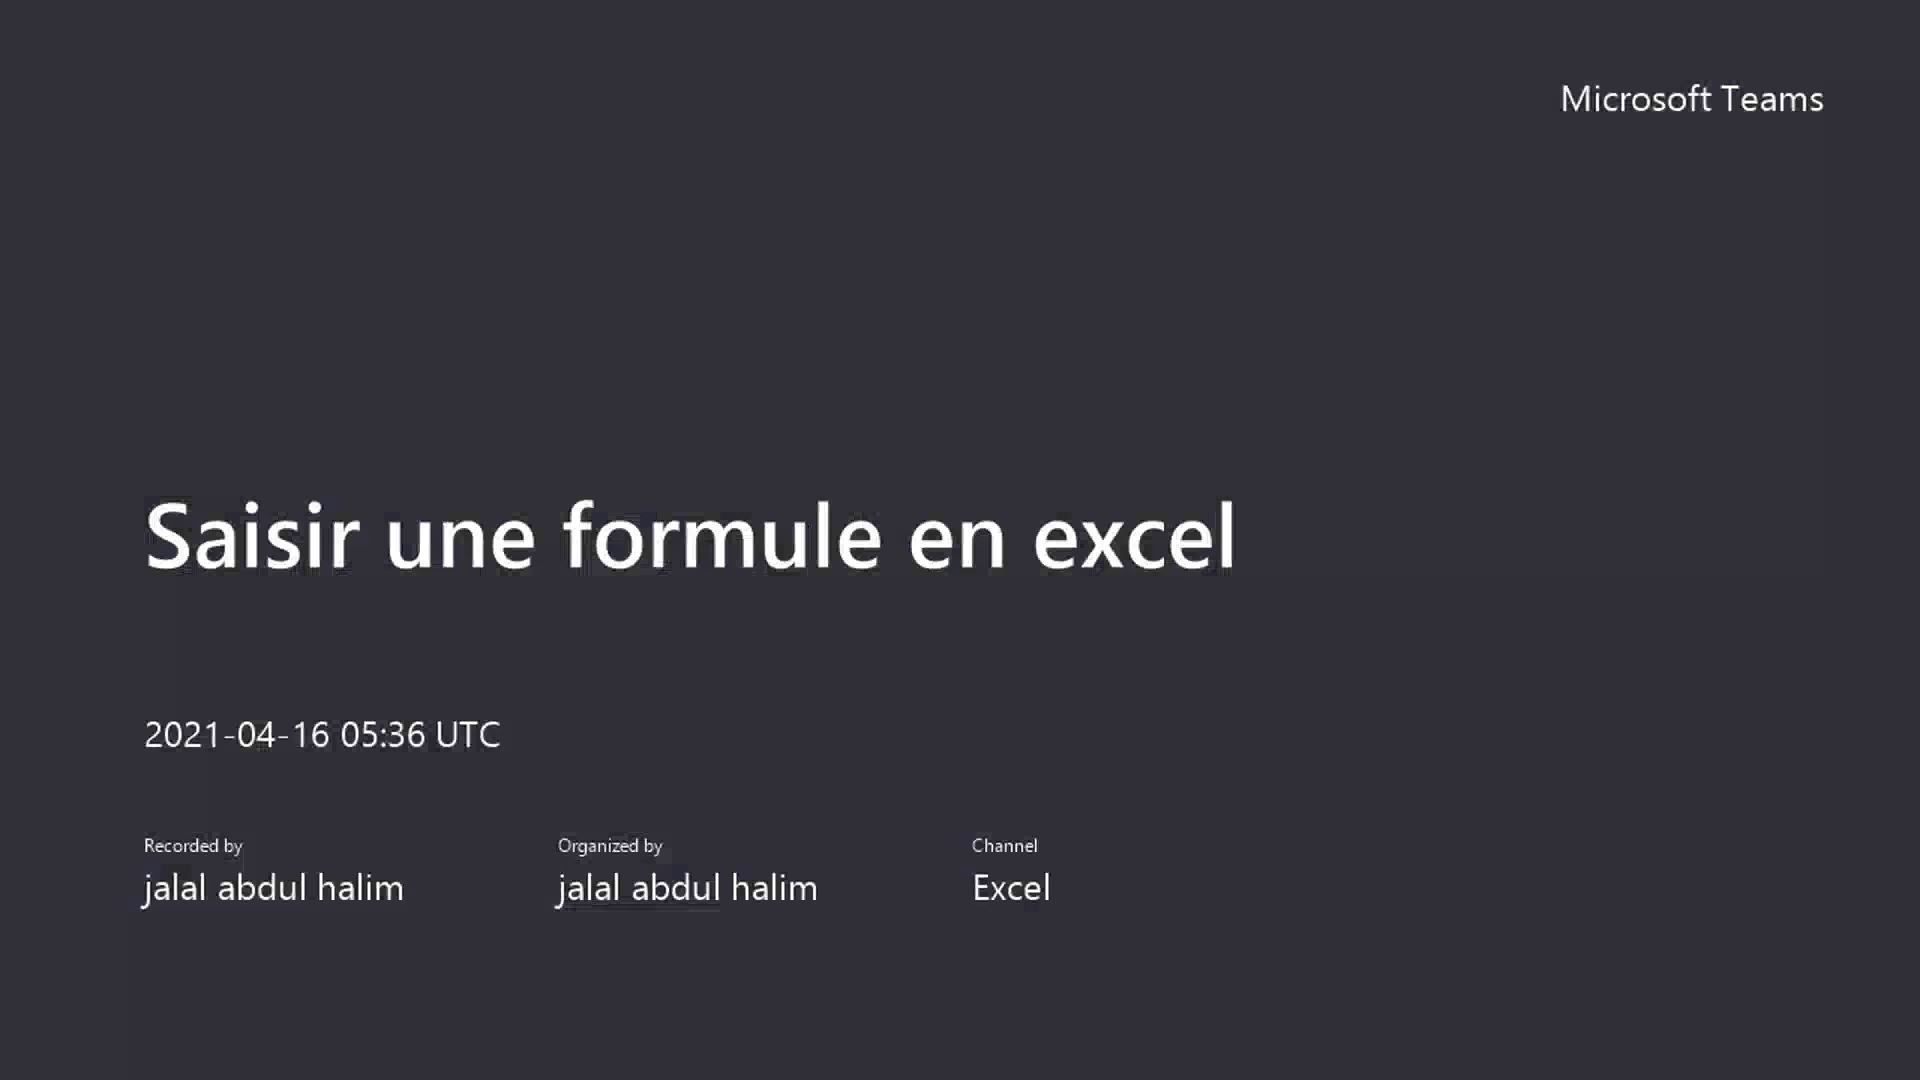 Microsoft Teams
Saisir une formule en excel
2021-04-16 05:36 UTC
Recorded by
jalal abdul halim
Organized by
jalal abdul halim
Channel
Excel